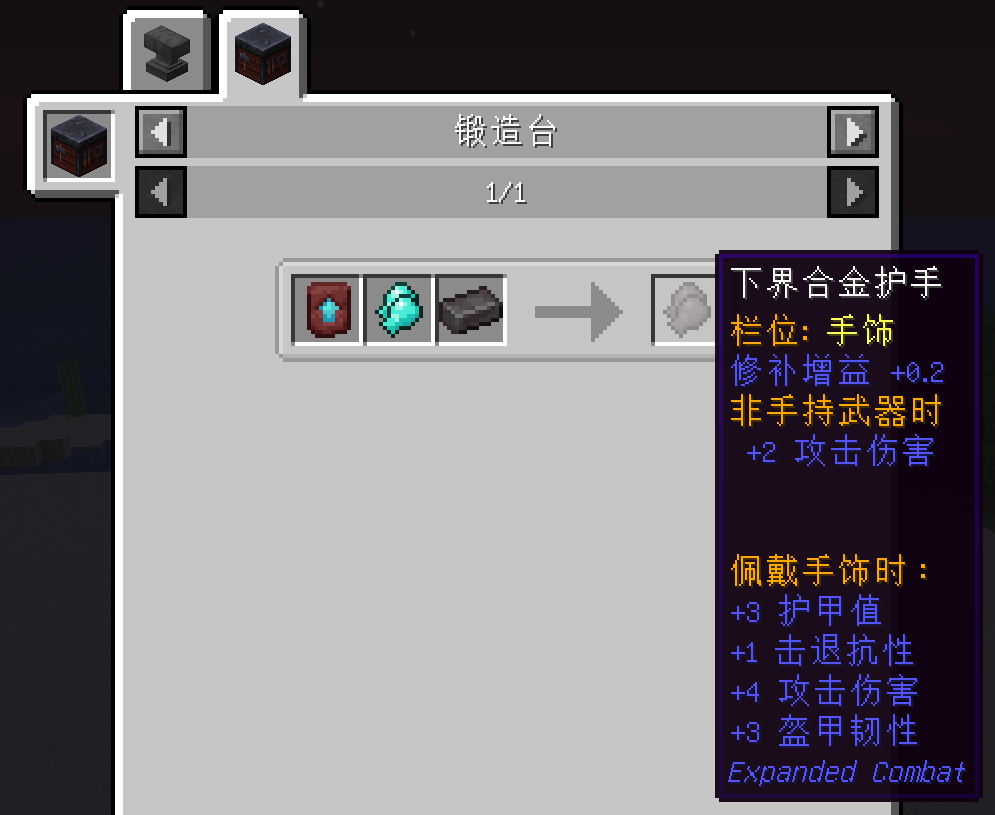 锻造台
1/1
下界合金护手
栏位: 手饰
修补增益 +0.2
非手持武器时
+2 攻击伤害
佩戴手饰时：
+3 护甲值
+1 击退抗性
+4 攻击伤害
+3 盔甲韧性
Expanded Combat